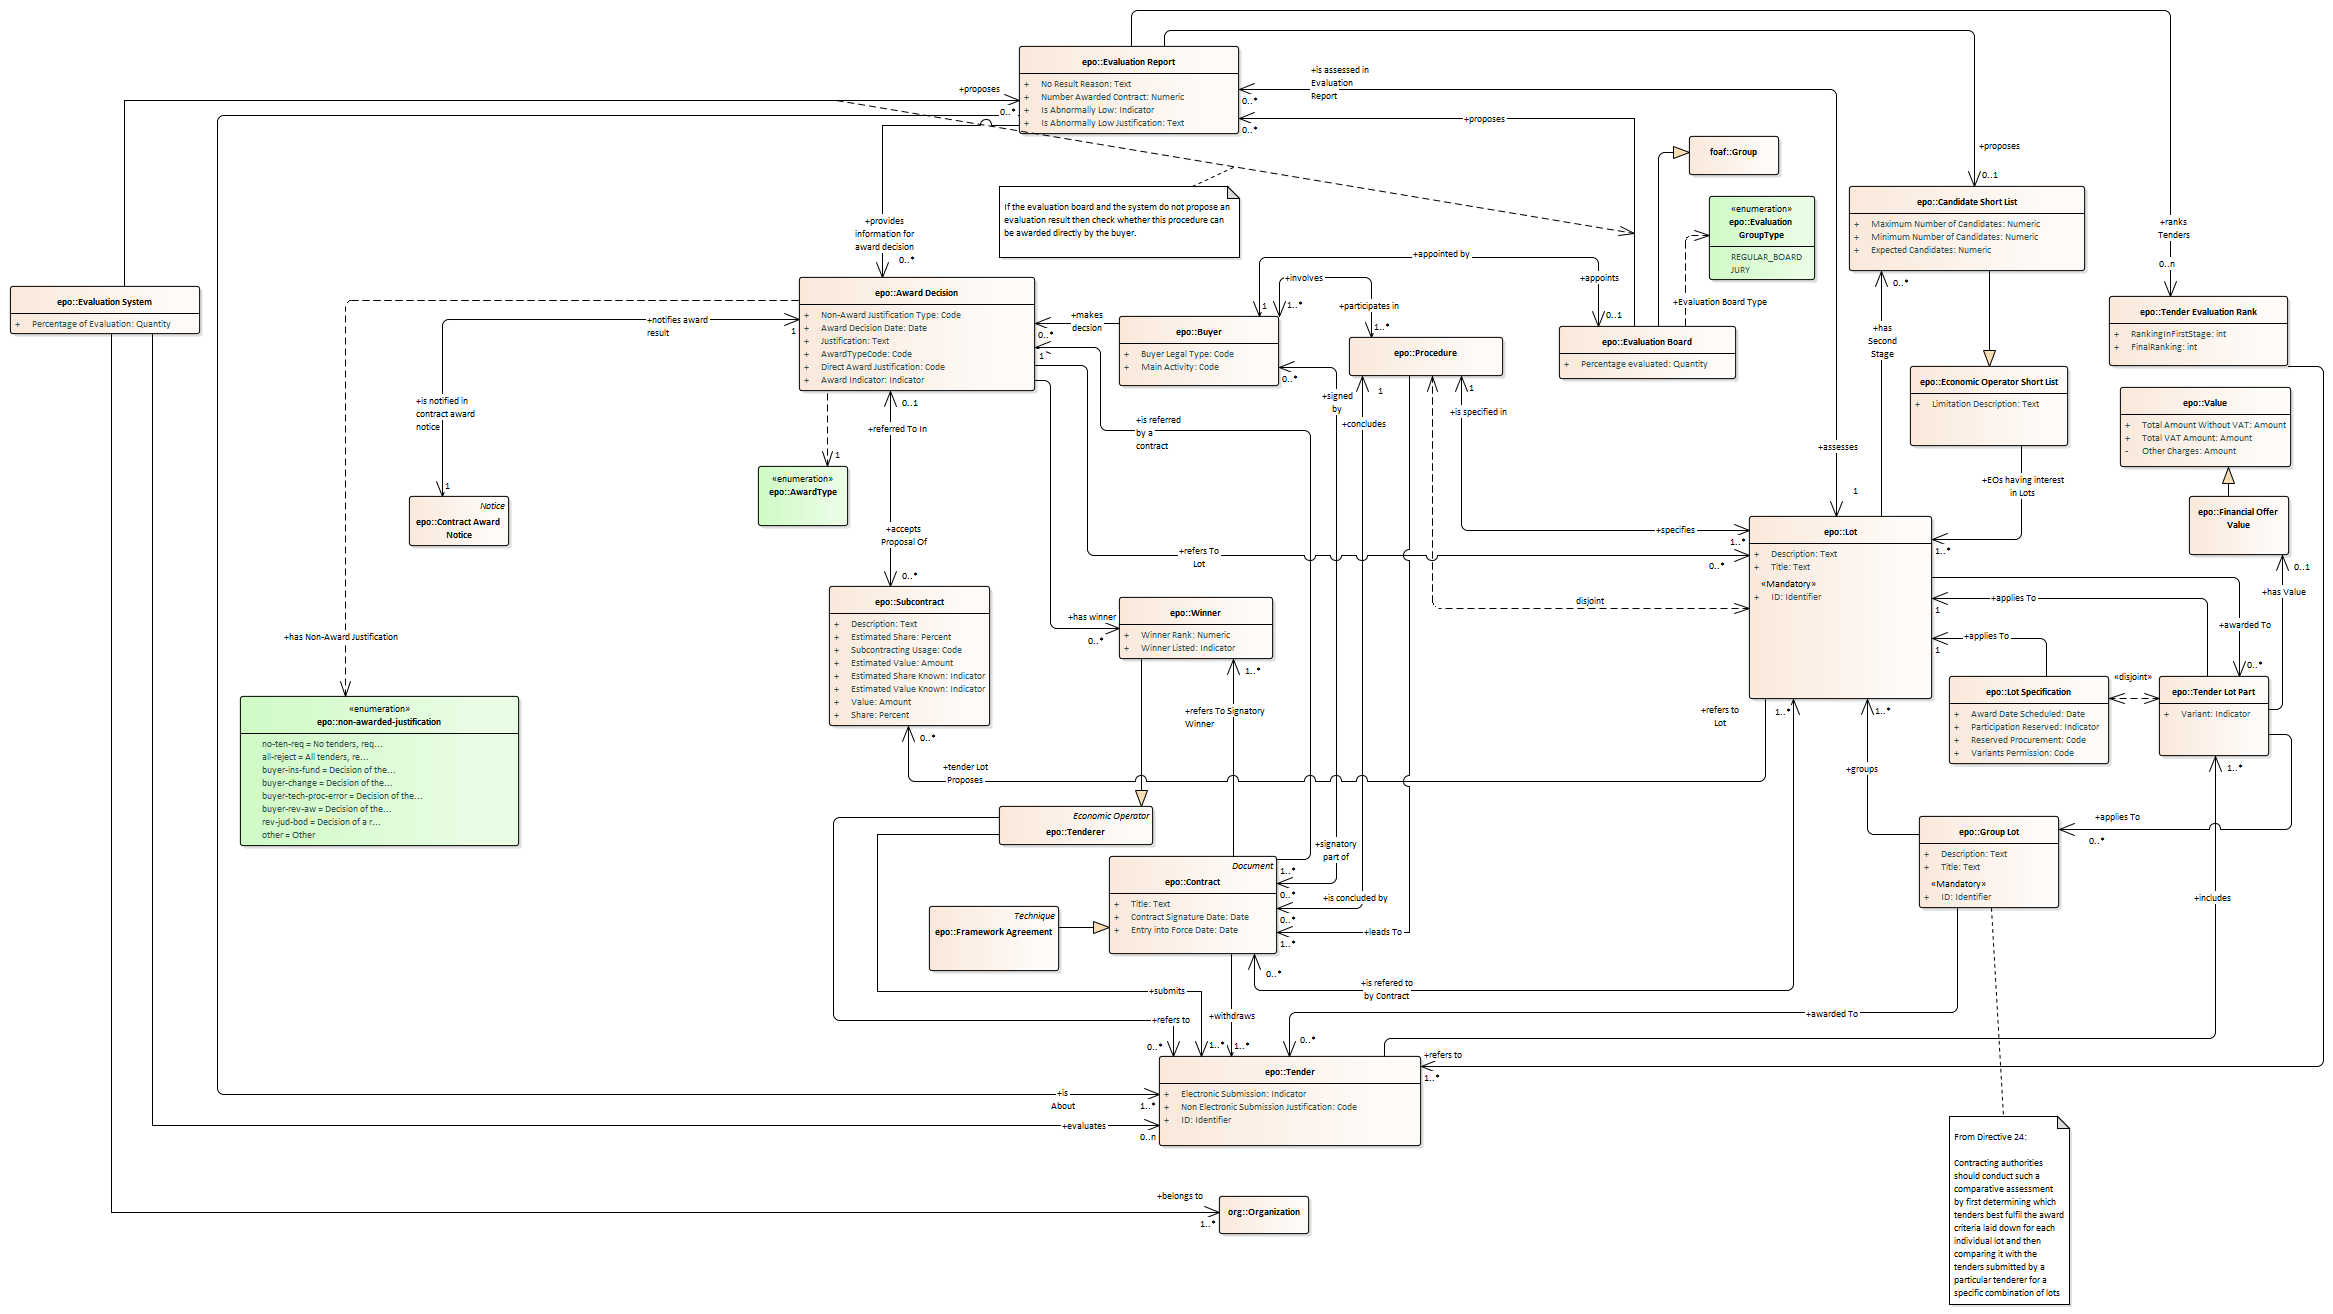 epo::Evaluation Report
+ No Result Reason: Text
+ Number Awarded Contract: Numeric
+ Is Abnormally Low: Indicator
+ Is Abnormally Low Justification: Text
+proposes
0..*
+is assessed in
Evaluation
Report
0..*
+proposes
0..*
foaf::Group
«enumeration»
epo::Evaluation
GroupType
REGULAR_BOARD
JURY
+proposes
0..1
epo::Candidate Short List
+ Maximum Number of Candidates: Numeric
+ Minimum Number of Candidates: Numeric
+ Expected Candidates: Numeric
+ranks
Tenders
0..n
If the evaluation board and the system do not propose an
evaluation result then check whether this procedure can
be awarded directly by the buyer.
+provides
information for
award decision
0..*
epo::Evaluation System
+ Percentage of Evaluation: Quantity
epo::Award Decision
+ Non-Award Justification Type: Code
+ Award Decision Date: Date
+ Justification: Text
+ AwardTypeCode: Code
+ Direct Award Justification: Code
+ Award Indicator: Indicator
+notifies award
result
1
+makes
decsion
0..*
1
epo::Buyer
+ Buyer Legal Type: Code
+ Main Activity: Code
+appointed by
1
+involves
1..*
+participates in
1..*
+appoints
0..1
+Evaluation Board Type
epo::Procedure
epo::Evaluation Board
+ Percentage evaluated: Quantity
+has
Second
Stage
0..*
epo::Tender Evaluation Rank
+ RankingInFirstStage: int
+ FinalRanking: int
epo::Economic Operator Short List
+ Limitation Description: Text
epo::Value
+ Total Amount Without VAT: Amount
+ Total VAT Amount: Amount
- Other Charges: Amount
+is notified in
contract award
notice
1
Notice
epo::Contract Award
Notice
0..1
+referred To In
+is referred
by a
contract
0..*
+signed
by
1
+concludes
1
+is specified in
+assesses
1
+EOs having interest
in Lots
1..*
«enumeration»
epo::AwardType
1
+accepts
Proposal Of
0..*
+refers To
Lot
0..*
+specifies
1..*
disjoint
epo::Lot
+ Description: Text
+ Title: Text
«Mandatory»
+ ID: Identifier
epo::Financial Offer
Value
0..1
+has Value
+applies To
1
+awarded To
0..*
+applies To
1
epo::Subcontract
+ Description: Text
+ Estimated Share: Percent
+ Subcontracting Usage: Code
+ Estimated Value: Amount
+ Estimated Share Known: Indicator
+ Estimated Value Known: Indicator
+ Value: Amount
+ Share: Percent
+has winner
0..*
epo::Winner
+ Winner Rank: Numeric
+ Winner Listed: Indicator
1..*
+refers To Signatory
Winner
+has Non-Award Justification
«enumeration»
epo::non-awarded-justification
no-ten-req = No tenders, req...
all-reject = All tenders, re...
buyer-ins-fund = Decision of the...
buyer-change = Decision of the...
buyer-tech-proc-error = Decision of the...
buyer-rev-aw = Decision of the...
rev-jud-bod = Decision of a r...
other = Other
epo::Lot Specification
+ Award Date Scheduled: Date
+ Participation Reserved: Indicator
+ Reserved Procurement: Code
+ Variants Permission: Code
«disjoint»
epo::Tender Lot Part
+ Variant: Indicator
1..*
0..*
+tender Lot
Proposes
+refers to
Lot
1..*
1..*
+groups
Economic Operator
epo::Tenderer
+applies To
0..*
epo::Group Lot
+ Description: Text
+ Title: Text
«Mandatory»
+ ID: Identifier
Document
epo::Contract
+ Title: Text
+ Contract Signature Date: Date
+ Entry into Force Date: Date
1..*
+signatory
part of
0..*
+is concluded by
0..*
+leads To
1..*
Technique
epo::Framework Agreement
+includes
0..*
+is refered to
by Contract
+submits
+refers to
+withdraws
0..*
1..*
1..*
0..*
+awarded To
+refers to
1..*
epo::Tender
+ Electronic Submission: Indicator
+ Non Electronic Submission Justification: Code
+ ID: Identifier
+is
About
1..*
+evaluates
0..n
From Directive 24:
Contracting authorities
should conduct such a
comparative assessment
by first determining which
tenders best fulfil the award
criteria laid down for each
individual lot and then
comparing it with the
tenders submitted by a
particular tenderer for a
specific combination of lots
+belongs to
1..*
org::Organization